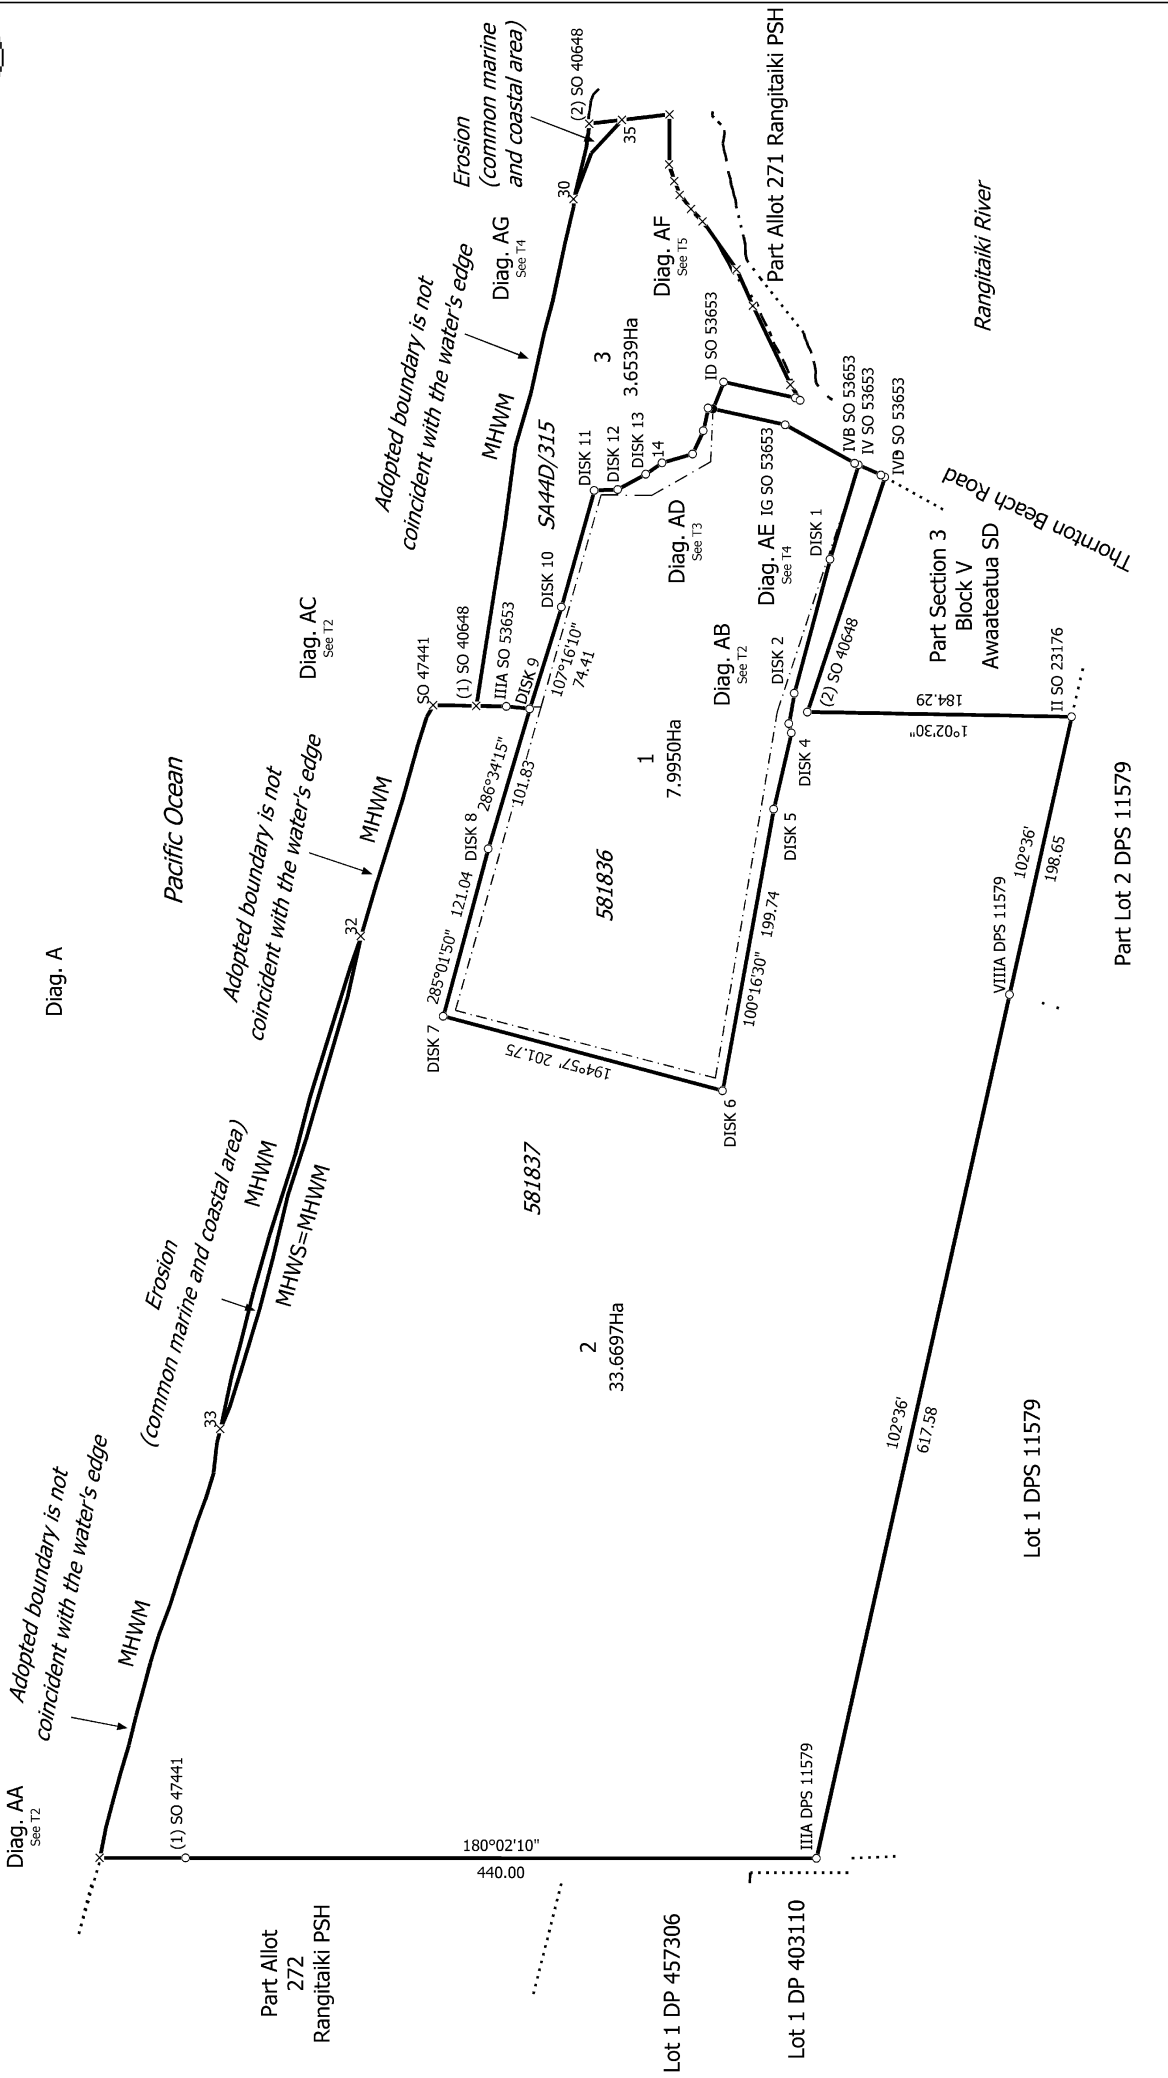 Diag. A
Pacific Ocean
Diag. AA
See T2
Adopted boundary is not
coincident with the water's edge
MHWM
(1) SO 47441
33
Erosion
(common marine and coastal area)
MHWM
MHWS=MHWM
32
Adopted boundary is not
coincident with the water's edge
MHWM
SO 47441
Diag. AC
See T2
(1) SO 40648
IIIA SO 53653
DISK 9
Adopted boundary is not
coincident with the water's edge
MHWM
Diag. AG
See T4
30
Erosion
(common marine
and coastal area)
(2) SO 40648
35
SA44D/315
3
3.6539Ha
Diag. AF
See T5
Part Allot 271 Rangitaiki PSH
Rangitaiki River
DISK 7
285°01'50"
121.04
DISK 8
286°34'15"
101.83
107°16'10"
74.41
DISK 10
DISK 11
DISK 12
DISK 13
14
ID SO 53653
Diag. AD
See T3
IG SO 53653
Diag. AE
See T4
IVB SO 53653
IV SO 53653
IVD SO 53653
Thornton Beach Road
DISK 1
DISK 2
Diag. AB
See T2
1
7.9950Ha
581836
194°57'
201.75
DISK 6
100°16'30"
199.74
DISK 5
DISK 4
(2) SO 40648
184.29
1°02'30"
Part Section 3
Block V
Awaateatua SD
II SO 23176
581837
2
33.6697Ha
180°02'10"
440.00
Part Allot
272
Rangitaiki PSH
Lot 1 DP 457306
Lot 1 DP 403110
IIIA DPS 11579
102°36'
617.58
VIIIA DPS 11579
102°36'
198.65
Lot 1 DPS 11579
Part Lot 2 DPS 11579